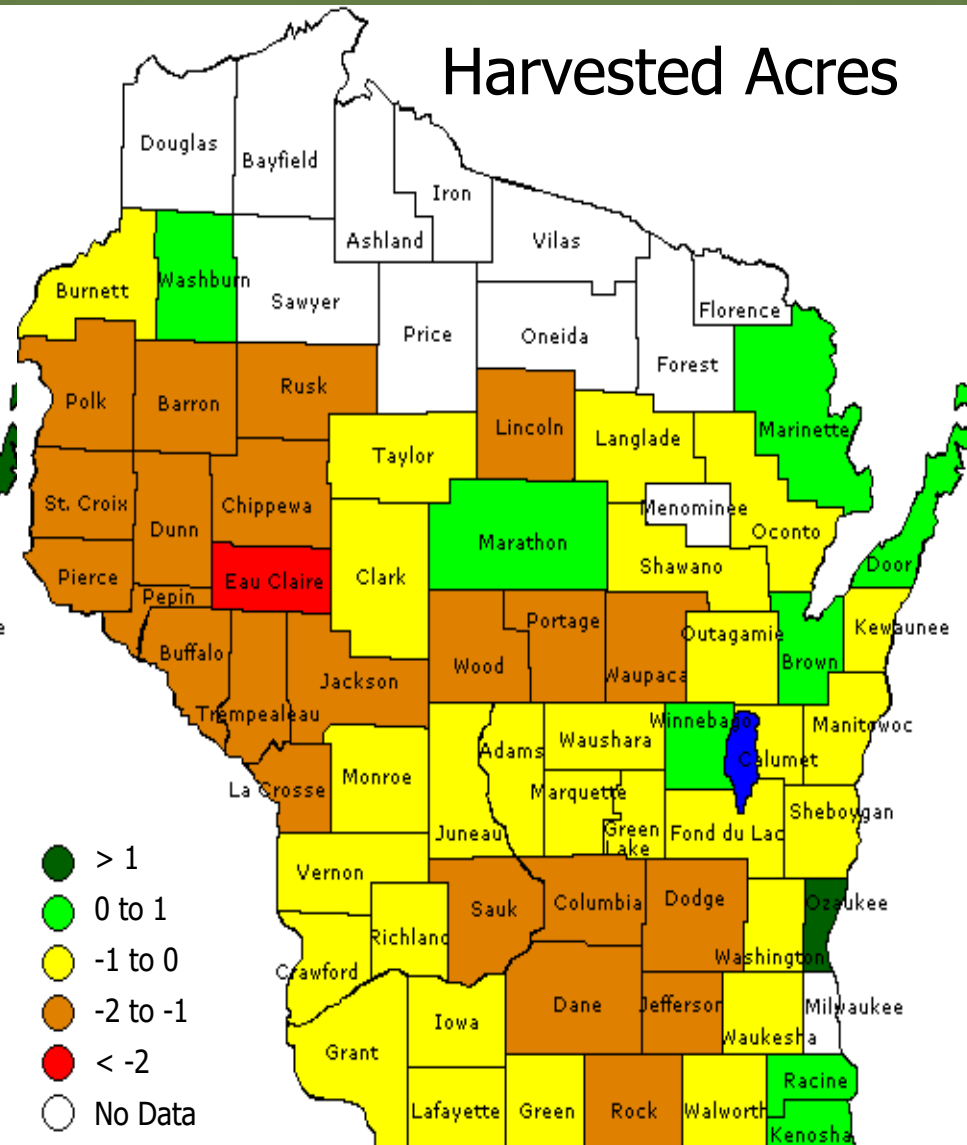 Harvested Acres
Douglas
Bayfield
Iron
Ashland
Vilas
Washburn
Burnett
Sawyer
Florence
Price
Oneida
Forest
Polk
Barron
Rusk
Lincoln
Langlade
Marinette
Taylor
St. Croix
Chippewa
Menominee
Dunn
Oconto
Marathon
Door
Pierce
Eau Claire
Clark
Shawano
Pepin
e
Portage
Outagamie
Kewaunee
Buffalo
Wood
Waupaca
Brown
Jackson
Trempealeau
Winnebago
Manitowoc
Adams
Waushara
Calumet
Monroe
La Crosse
Marquette
Sheboygan
Juneau
Green
Lake
Fond du Lac
> 1
Vernon
Sauk
Columbia
Dodge
Ozaukee
0 to 1
Richland
Washington
-1 to 0
Crawford
Dane
Jefferson
Milwaukee
-2 to -1
Iowa
Waukesha
Grant
< -2
Racine
Lafayette
Green
Rock
Walworth
No Data
Kenosha